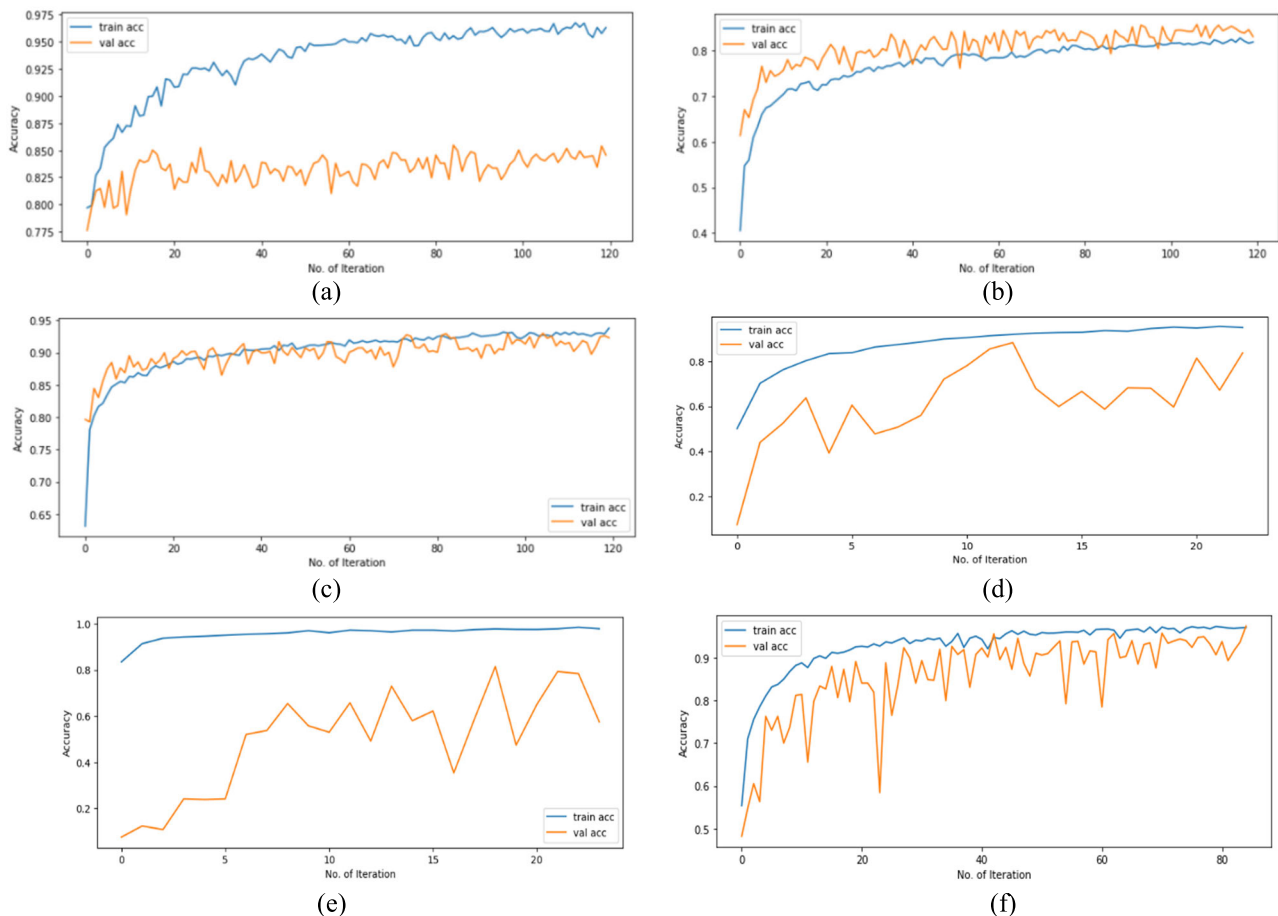 0.975
0.950
0.925
0.900
0.875
0.850
0.825
0.800
0.775
Accuracy
train acc
val acc
0 20 40 60 80 100 120
No. of Iteration
(a)
0.8
0.7
0.6
0.5
0.4
Accuracy
train acc
val acc
0 20 40 60 80 100 120
No. of Iteration
(b)
0.95
0.90
0.85
0.80
0.75
0.70
0.65
Accuracy
train acc
val acc
0 20 40 60 80 100 120
No. of Iteration
(c)
0.8
0.6
0.4
0.2
Accuracy
train acc
val acc
0 5 10 15 20
No. of Iteration
(d)
1.0
0.8
0.6
0.4
0.2
Accuracy
train acc
val acc
0 5 10 15 20
No. of Iteration
(e)
0.9
0.8
0.7
0.6
0.5
Accuracy
train acc
val acc
0 20 40 60 80
No. of Iteration
(f)